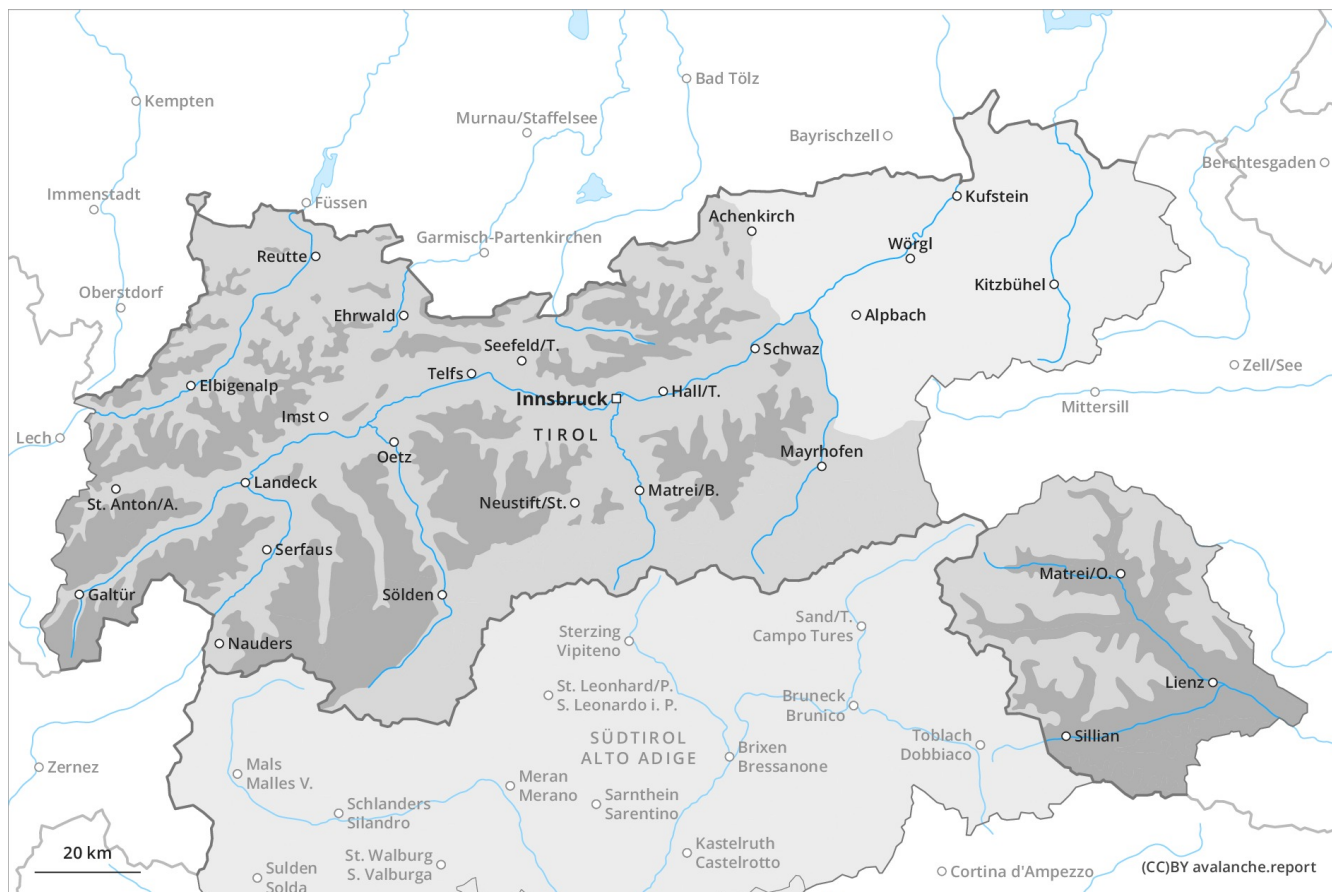 Bad Tölz
Kempten
Murnau/Staffelsee
Bayrischzell
Berchtesgaden
Immenstadt
Füssen
Kufstein
Achenkirch
Garmisch-Partenkirchen
Wörgl
Reutte
Kitzbühel
Oberstdorf
Ehrwald
Alpbach
Seefeld/T.
Schwaz
Zell/See
Telfs
Elbigenalp
Hall/T.
Innsbruck
Mittersill
Imst
Lech
TIROL
Oetz
Mayrhofen
Landeck
Matrei/B.
St. Anton/A.
Neustift/St.
Serfaus
Matrei/O.
Galtür
Sölden
Sand/T.
Campo Tures
Sterzing
Vipiteno
Nauders
Lienz
St. Leonhard/P.
S. Leonardo i. P.
Bruneck
Brunico
Sillian
Toblach
Dobbiaco
SÜDTIROL
ALTO ADIGE
Brixen
Bressanone
Zernez
Mals
Malles V.
Meran
Merano
Schlanders
Silandro
Sarnthein
Sarentino
Kastelruth
Castelrotto
20 km
St. Walburg
S. Valburga
Sulden
Solda
Cortina d'Ampezzo
(CC)BY avalanche.report